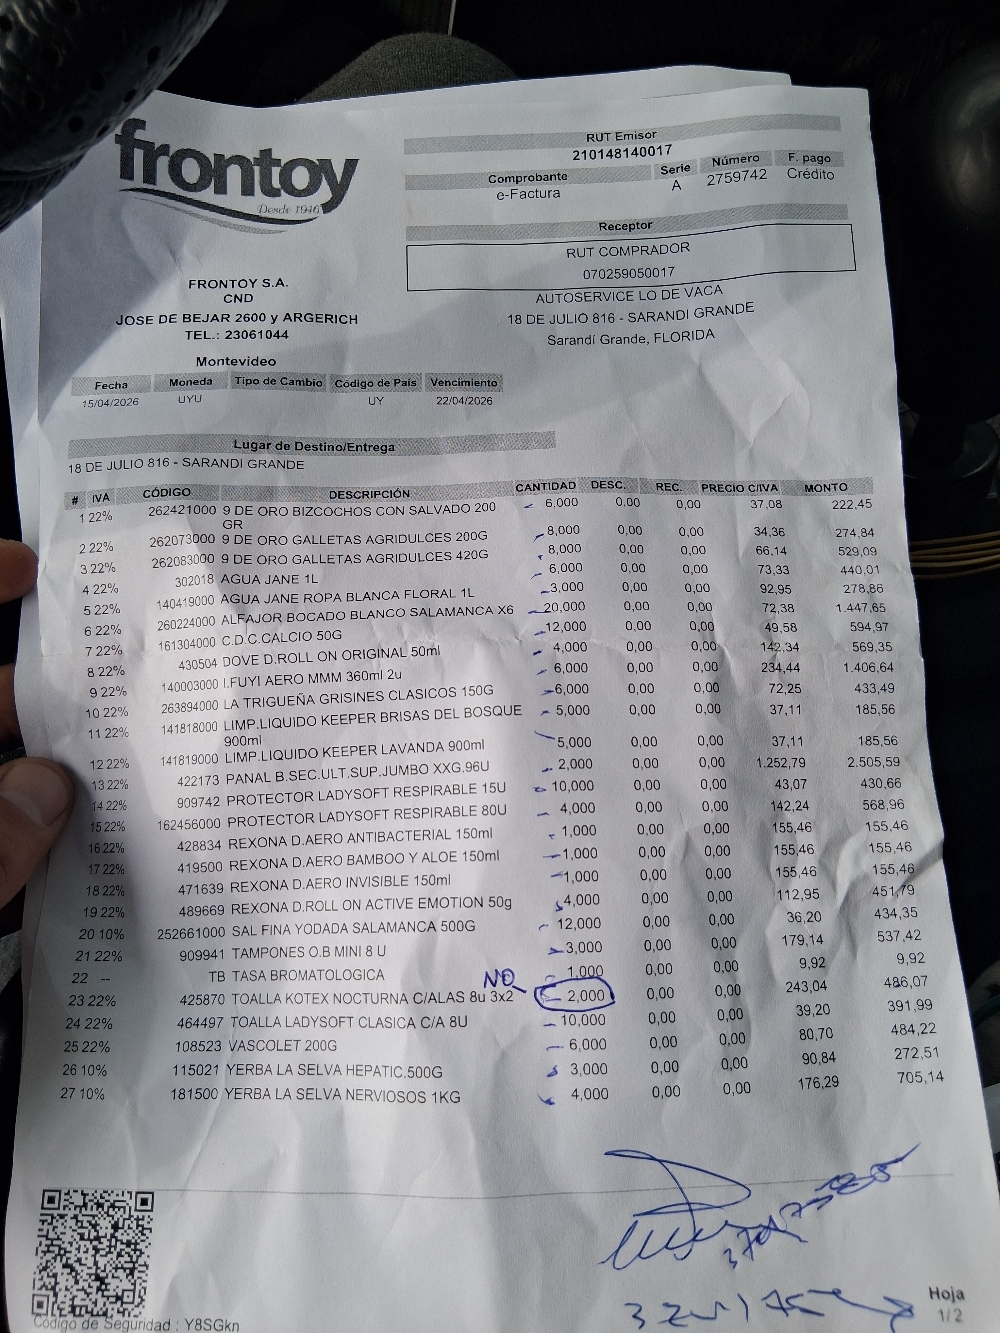 frontoy
Desde 1916
RUT Emisor
210148140017
Comprobante Serie Número F. pago
e-Factura A 2759742 Crédito
Receptor
RUT COMPRADOR
070259050017
AUTOSERVICE LO DE VACA
18 DE JULIO 816 - SARANDI GRANDE
Sarandí Grande, FLORIDA
FRONTOY S.A.
CND
JOSE DE BEJAR 2600 y ARGERICH
TEL.: 23061044
Montevideo
Fecha Moneda Tipo de Cambio Código de País Vencimiento
15/04/2026 UYU UY 22/04/2026
Lugar de Destino/Entrega
18 DE JULIO 816 - SARANDI GRANDE
# IVA CÓDIGO DESCRIPCIÓN CANTIDAD DESC. REC. PRECIO C/IVA MONTO
1 22% 262421000 9 DE ORO BIZCOCHOS CON SALVADO 200 GR 6,000 0,00 0,00 37,08 222,45
2 22% 262073000 9 DE ORO GALLETAS AGRIDULCES 200G 8,000 0,00 0,00 34,36 274,84
3 22% 262083000 9 DE ORO GALLETAS AGRIDULCES 420G 8,000 0,00 0,00 66,14 529,09
4 22% 302018 AGUA JANE 1L 6,000 0,00 0,00 73,33 440,01
5 22% 140419000 AGUA JANE ROPA BLANCA FLORAL 1L 3,000 0,00 0,00 92,95 278,86
6 22% 260224000 ALFAJOR BOCADO BLANCO SALAMANCA X6 20,000 0,00 0,00 72,38 1.447,65
7 22% 161304000 C.D.C.CALCIO 50G 12,000 0,00 0,00 49,58 594,97
8 22% 430504 DOVE D.ROLL ON ORIGINAL 50ml 4,000 0,00 0,00 142,34 569,35
9 22% 140003000 I.FUYI AERO MMM 360ml 2u 6,000 0,00 0,00 234,44 1.406,64
10 22% 263894000 LA TRIGUEÑA GRISINES CLASICOS 150G 6,000 0,00 0,00 72,25 433,49
11 22% 141818000 LIMP.LIQUIDO KEEPER BRISAS DEL BOSQUE 900ml 5,000 0,00 0,00 37,11 185,56
12 22% 141819000 LIMP.LIQUIDO KEEPER LAVANDA 900ml 5,000 0,00 0,00 37,11 185,56
13 22% 422173 PANAL B.SEC.ULT.SUP.JUMBO XXG.96U 2,000 0,00 0,00 1.252,79 2.505,59
14 22% 909742 PROTECTOR LADYSOFT RESPIRABLE 15U 10,000 0,00 0,00 43,07 430,66
15 22% 162456000 PROTECTOR LADYSOFT RESPIRABLE 80U 4,000 0,00 0,00 142,24 568,96
16 22% 428834 REXONA D.AERO ANTIBACTERIAL 150ml 1,000 0,00 0,00 155,46 155,46
17 22% 419500 REXONA D.AERO BAMBOO Y ALOE 150ml 1,000 0,00 0,00 155,46 155,46
18 22% 471639 REXONA D.AERO INVISIBLE 150ml 1,000 0,00 0,00 155,46 155,46
19 22% 489669 REXONA D.ROLL ON ACTIVE EMOTION 50g 4,000 0,00 0,00 112,95 451,79
20 10% 252661000 SAL FINA YODADA SALAMANCA 500G 12,000 0,00 0,00 36,20 434,35
21 22% 909941 TAMPONES O.B MINI 8 U 3,000 0,00 0,00 179,14 537,42
22 -- TB TASA BROMATOLOGICA 1,000 0,00 0,00 9,92 9,92
NO
23 22% 425870 TOALLA KOTEX NOCTURNA C/ALAS 8u 3x2 2,000 0,00 0,00 243,04 486,07
24 22% 464497 TOALLA LADYSOFT CLASICA C/A 8U 10,000 0,00 0,00 39,20 391,99
25 22% 108523 VASCOLET 200G 6,000 0,00 0,00 80,70 484,22
26 10% 115021 YERBA LA SELVA HEPATIC.500G 3,000 0,00 0,00 90,84 272,51
27 10% 181500 YERBA LA SELVA NERVIOSOS 1KG 4,000 0,00 0,00 176,29 705,14
Código de Seguridad : Y8SGkn
Hoja
1/2